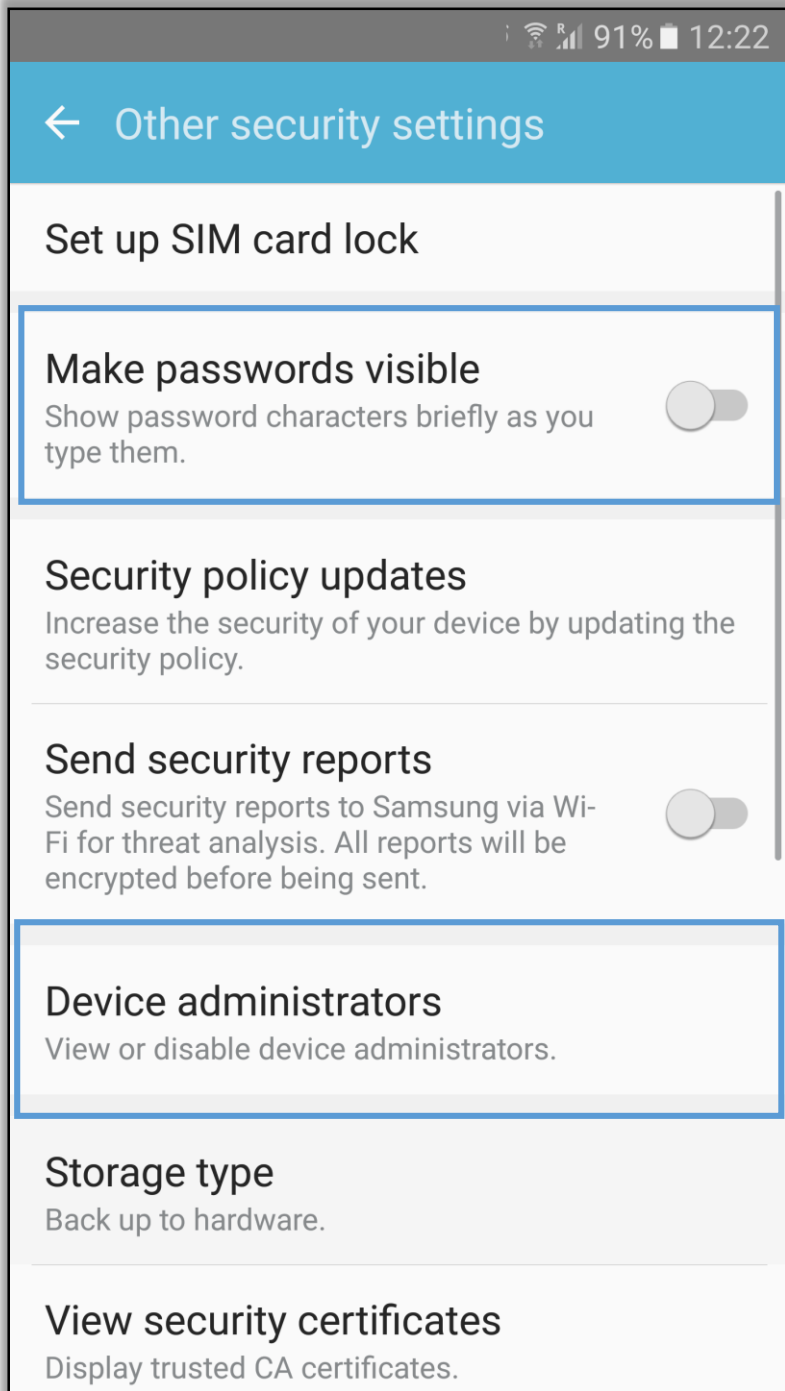 R 91% 12:22
Other security settings
Set up SIM card lock
Make passwords visible
Show password characters briefly as you
type them.
Security policy updates
Increase the security of your device by updating the
security policy.
Send security reports
Send security reports to Samsung via Wi-
Fi for threat analysis. All reports will be
encrypted before being sent.
Device administrators
View or disable device administrators.
Storage type
Back up to hardware.
View security certificates
Display trusted CA certificates.